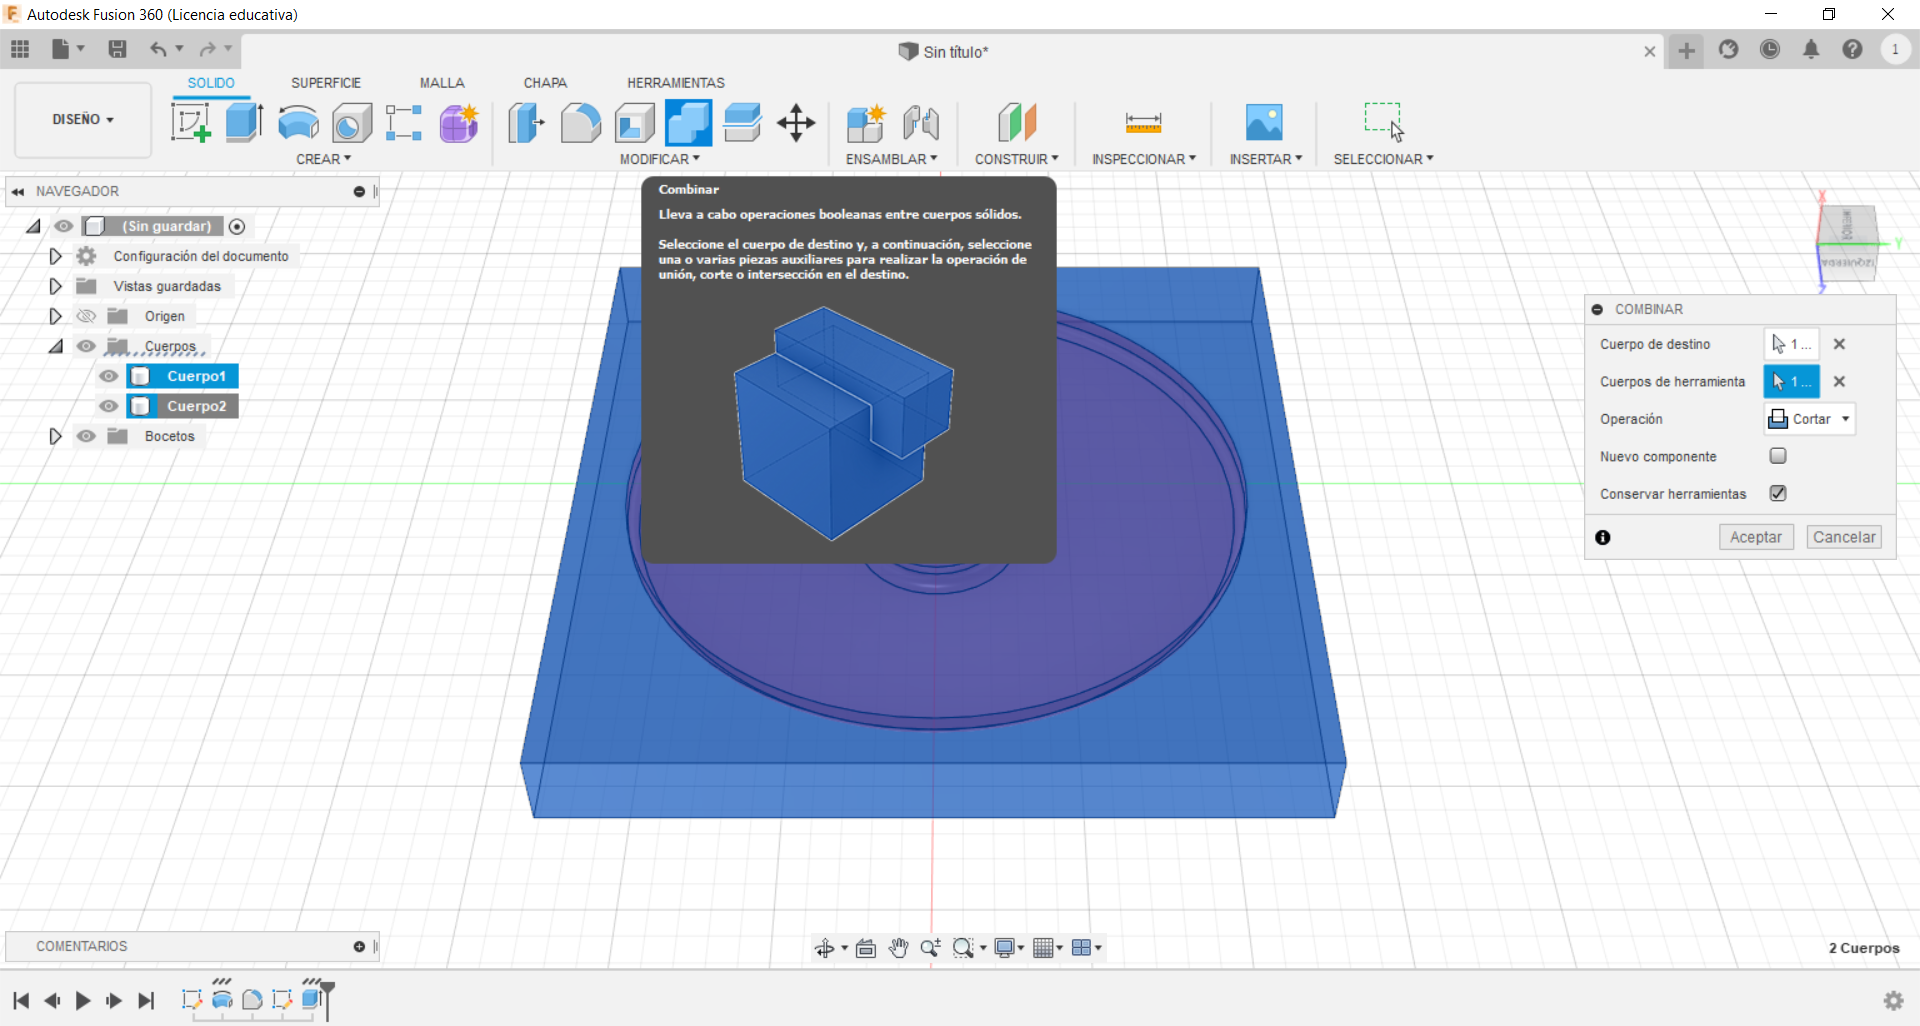 Autodesk Fusion 360 (Licencia educativa)
Sin título*
1
DISEÑO
SOLIDO
SUPERFICIE
MALLA
CHAPA
HERRAMIENTAS
CREAR
MODIFICAR
ENSAMBLAR
CONSTRUIR
INSPECCIONAR
INSERTAR
SELECCIONAR
NAVEGADOR
(Sin guardar)
Configuración del documento
Vistas guardadas
Origen
Cuerpos
Cuerpo1
Cuerpo2
Bocetos
Combinar
Lleva a cabo operaciones booleanas entre cuerpos sólidos.
Seleccione el cuerpo de destino y, a continuación, seleccione
una o varias piezas auxiliares para realizar la operación de
unión, corte o intersección en el destino.
X
Y
Z
IZQUIERDA
COMBINAR
Cuerpo de destino
1 ...
Cuerpos de herramienta
1 ...
Operación
Cortar
Nuevo componente
Conservar herramientas
Aceptar
Cancelar
COMENTARIOS
2 Cuerpos